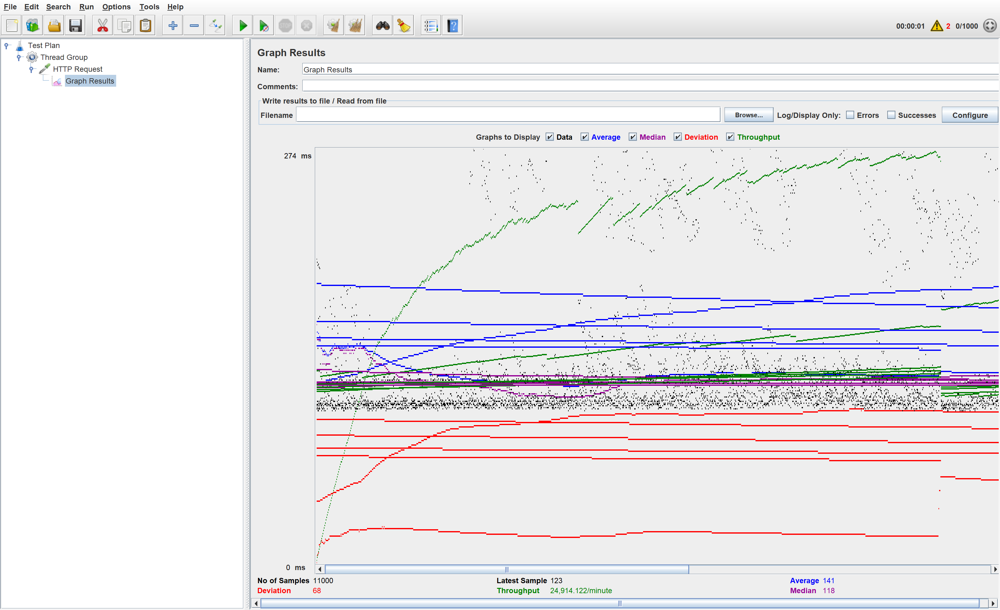 File Edit Search Run Options Tools Help
STOP
00:00:01 2 0/1000
Test Plan
Thread Group
HTTP Request
Graph Results
Graph Results
Name: Graph Results
Comments:
Write results to file / Read from file
Filename Browse... Log/Display Only: Errors Successes Configure
Graphs to Display Data Average Median Deviation Throughput
274 ms
0 ms
No of Samples 11000 Latest Sample 123 Average 141
Deviation 68 Throughput 24,914.122/minute Median 118